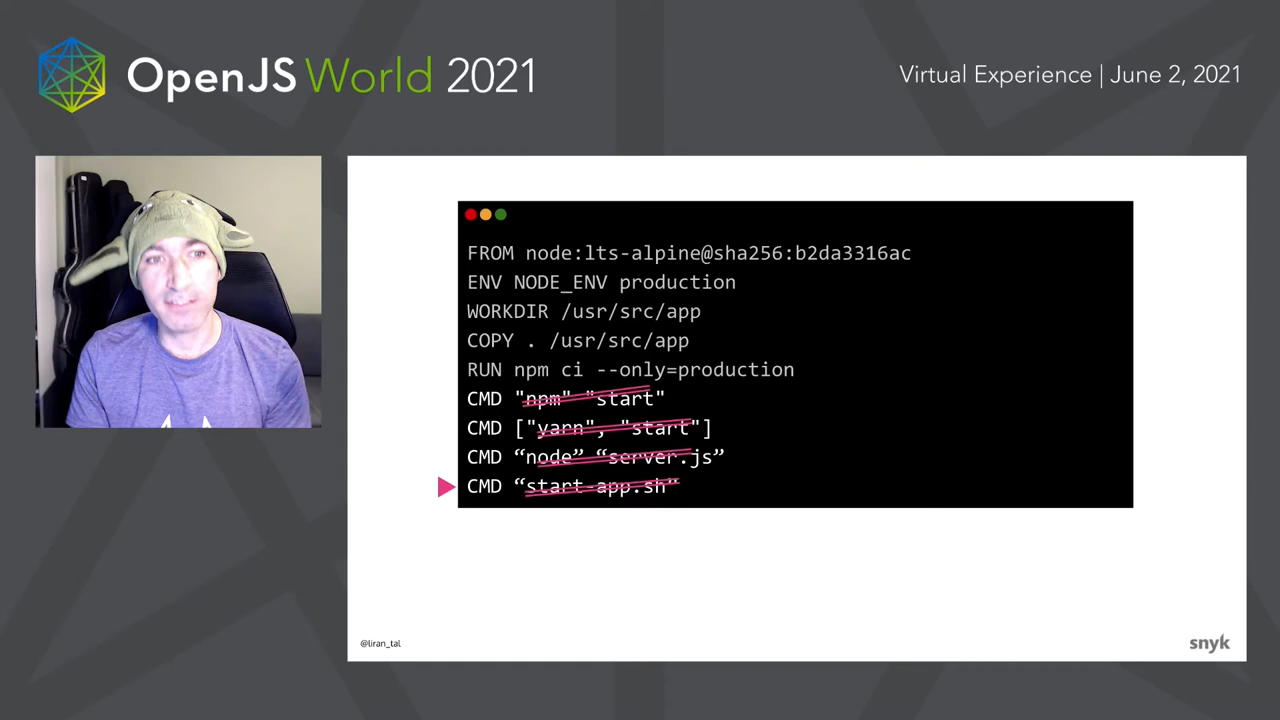 OpenJS World 2021
Virtual Experience | June 2, 2021
FROM node:lts-alpine@sha256:b2da3316ac
ENV NODE_ENV production
WORKDIR /usr/src/app
COPY . /usr/src/app
RUN npm ci --only=production
CMD "npm" "start"
CMD ["yarn", "start"]
CMD “node” “server.js”
CMD “start-app.sh”
@liran_tal
snyk